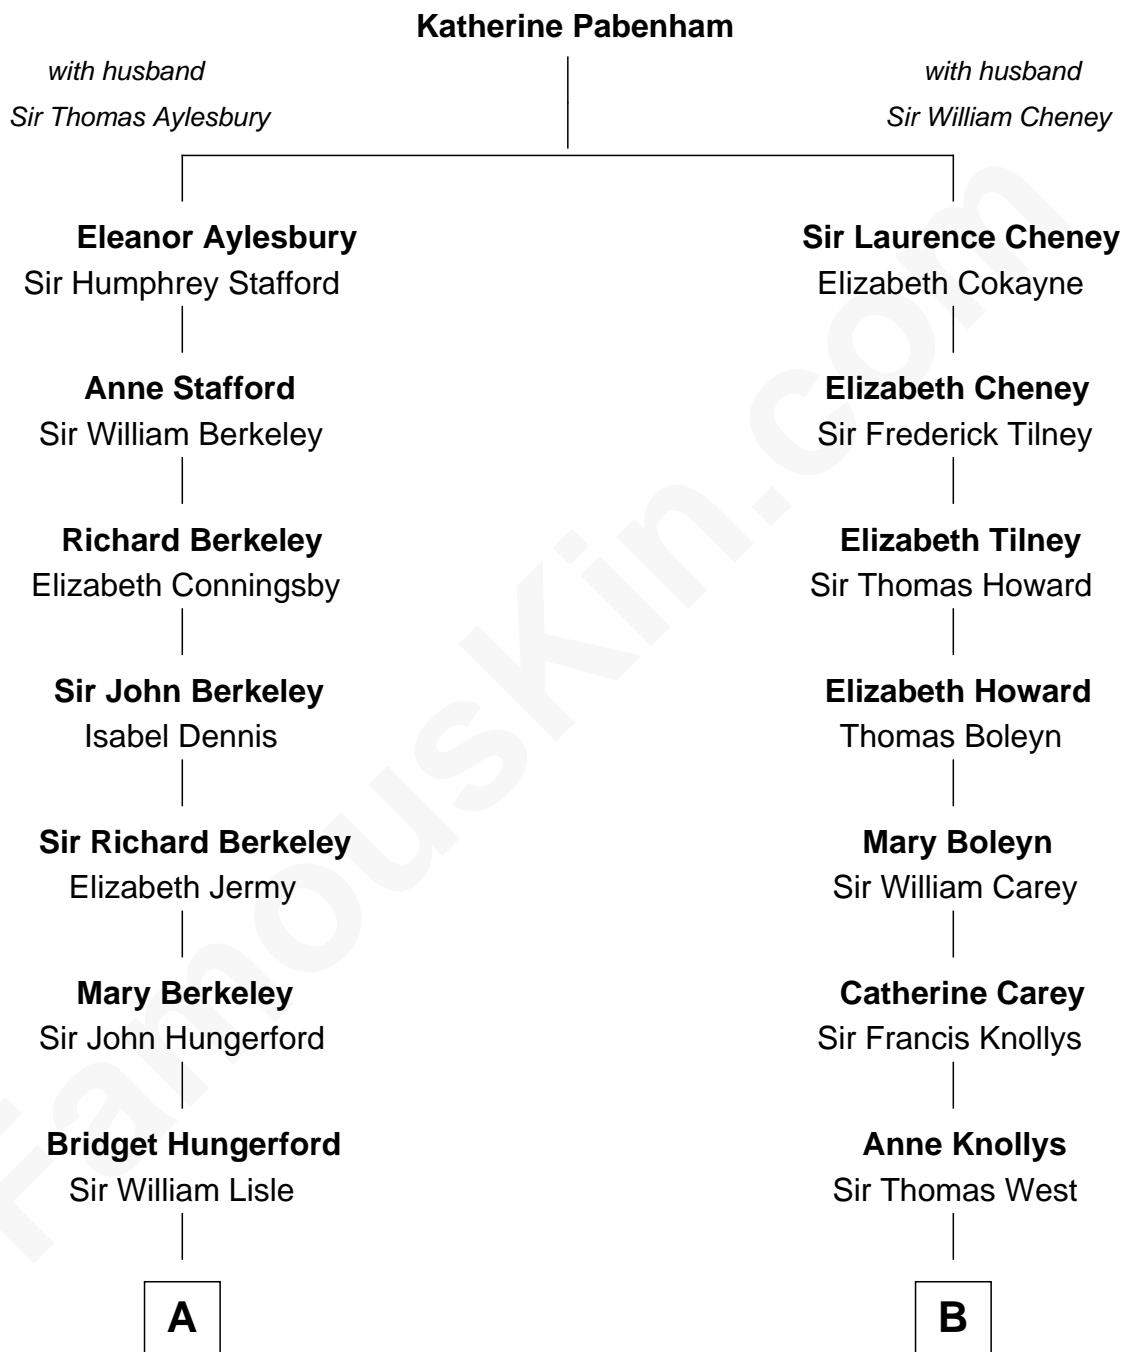 Katherine Pabenham
with husband
Sir Thomas Aylesbury
with husband
Sir William Cheney
Eleanor Aylesbury
Sir Humphrey Stafford
Sir Laurence Cheney
Elizabeth Cokayne
Anne Stafford
Sir William Berkeley
Elizabeth Cheney
Sir Frederick Tilney
Richard Berkeley
Elizabeth Conningsby
Elizabeth Tilney
Sir Thomas Howard
Sir John Berkeley
Isabel Dennis
Elizabeth Howard
Thomas Boleyn
Sir Richard Berkeley
Elizabeth Jermy
Mary Boleyn
Sir William Carey
Mary Berkeley
Sir John Hungerford
Catherine Carey
Sir Francis Knollys
Bridget Hungerford
Sir William Lisle
Anne Knollys
Sir Thomas West
A
B
FamousKin.com